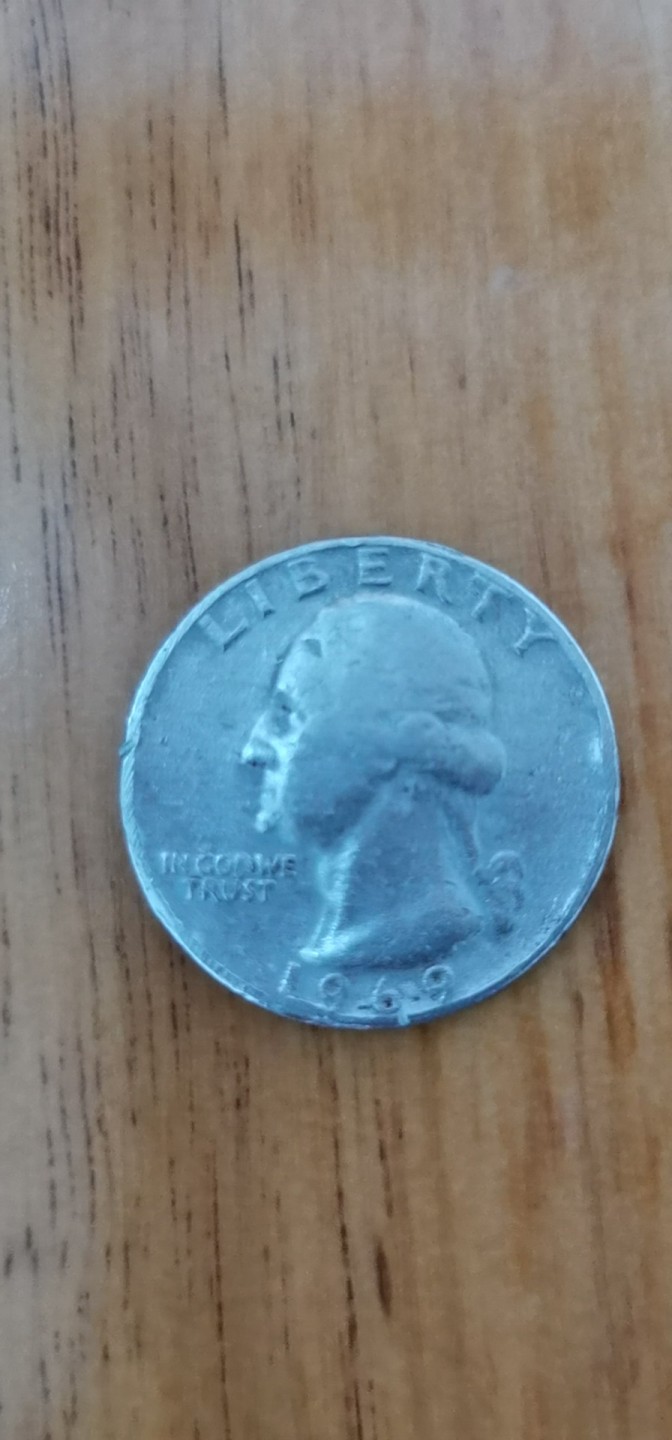 LIBERTY
IN GOD WE
TRUST
1969